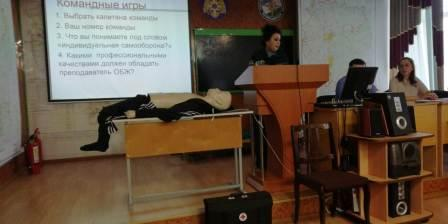 Командные игры
1. Выбрать капитана команды
2. Ваш номер команды
3. Что вы понимаете под словом
«индивидуальная самооборона?»
4. Какими профессиональными
качествами должен обладать
преподаватель ОБЖ?